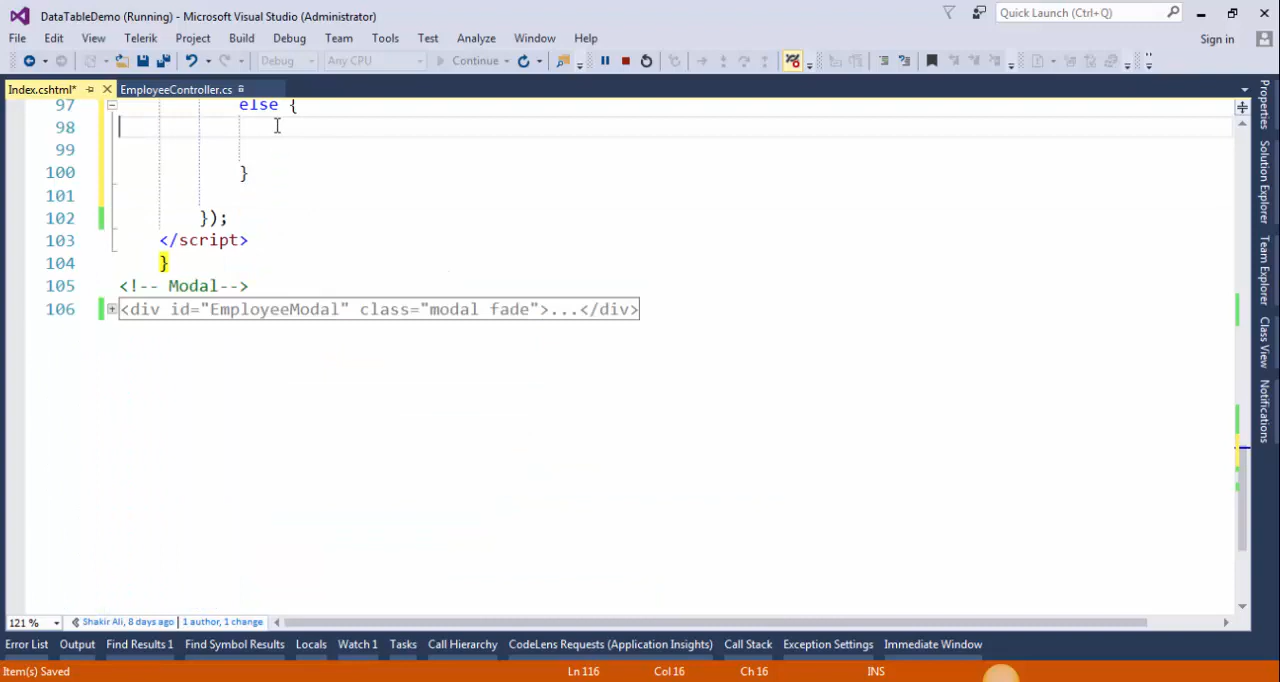 DataTableDemo (Running) - Microsoft Visual Studio (Administrator)
Quick Launch (Ctrl+Q)
File Edit View Telerik Project Build Debug Team Tools Test Analyze Window Help
Sign in
Debug Any CPU Continue
Index.cshtml* EmployeeController.cs
97 else {
98
99
100 }
101
102 });
103 </script>
104 }
105 <!-- Modal-->
106 <div id="EmployeeModal" class="modal fade">...</div>
Properties
Solution Explorer
Team Explorer
Class View
Notifications
121 % Shakir Ali, 8 days ago | 1 author, 1 change
Error List Output Find Results 1 Find Symbol Results Locals Watch 1 Tasks Call Hierarchy CodeLens Requests (Application Insights) Call Stack Exception Settings Immediate Window
Item(s) Saved Ln 116 Col 16 Ch 16 INS